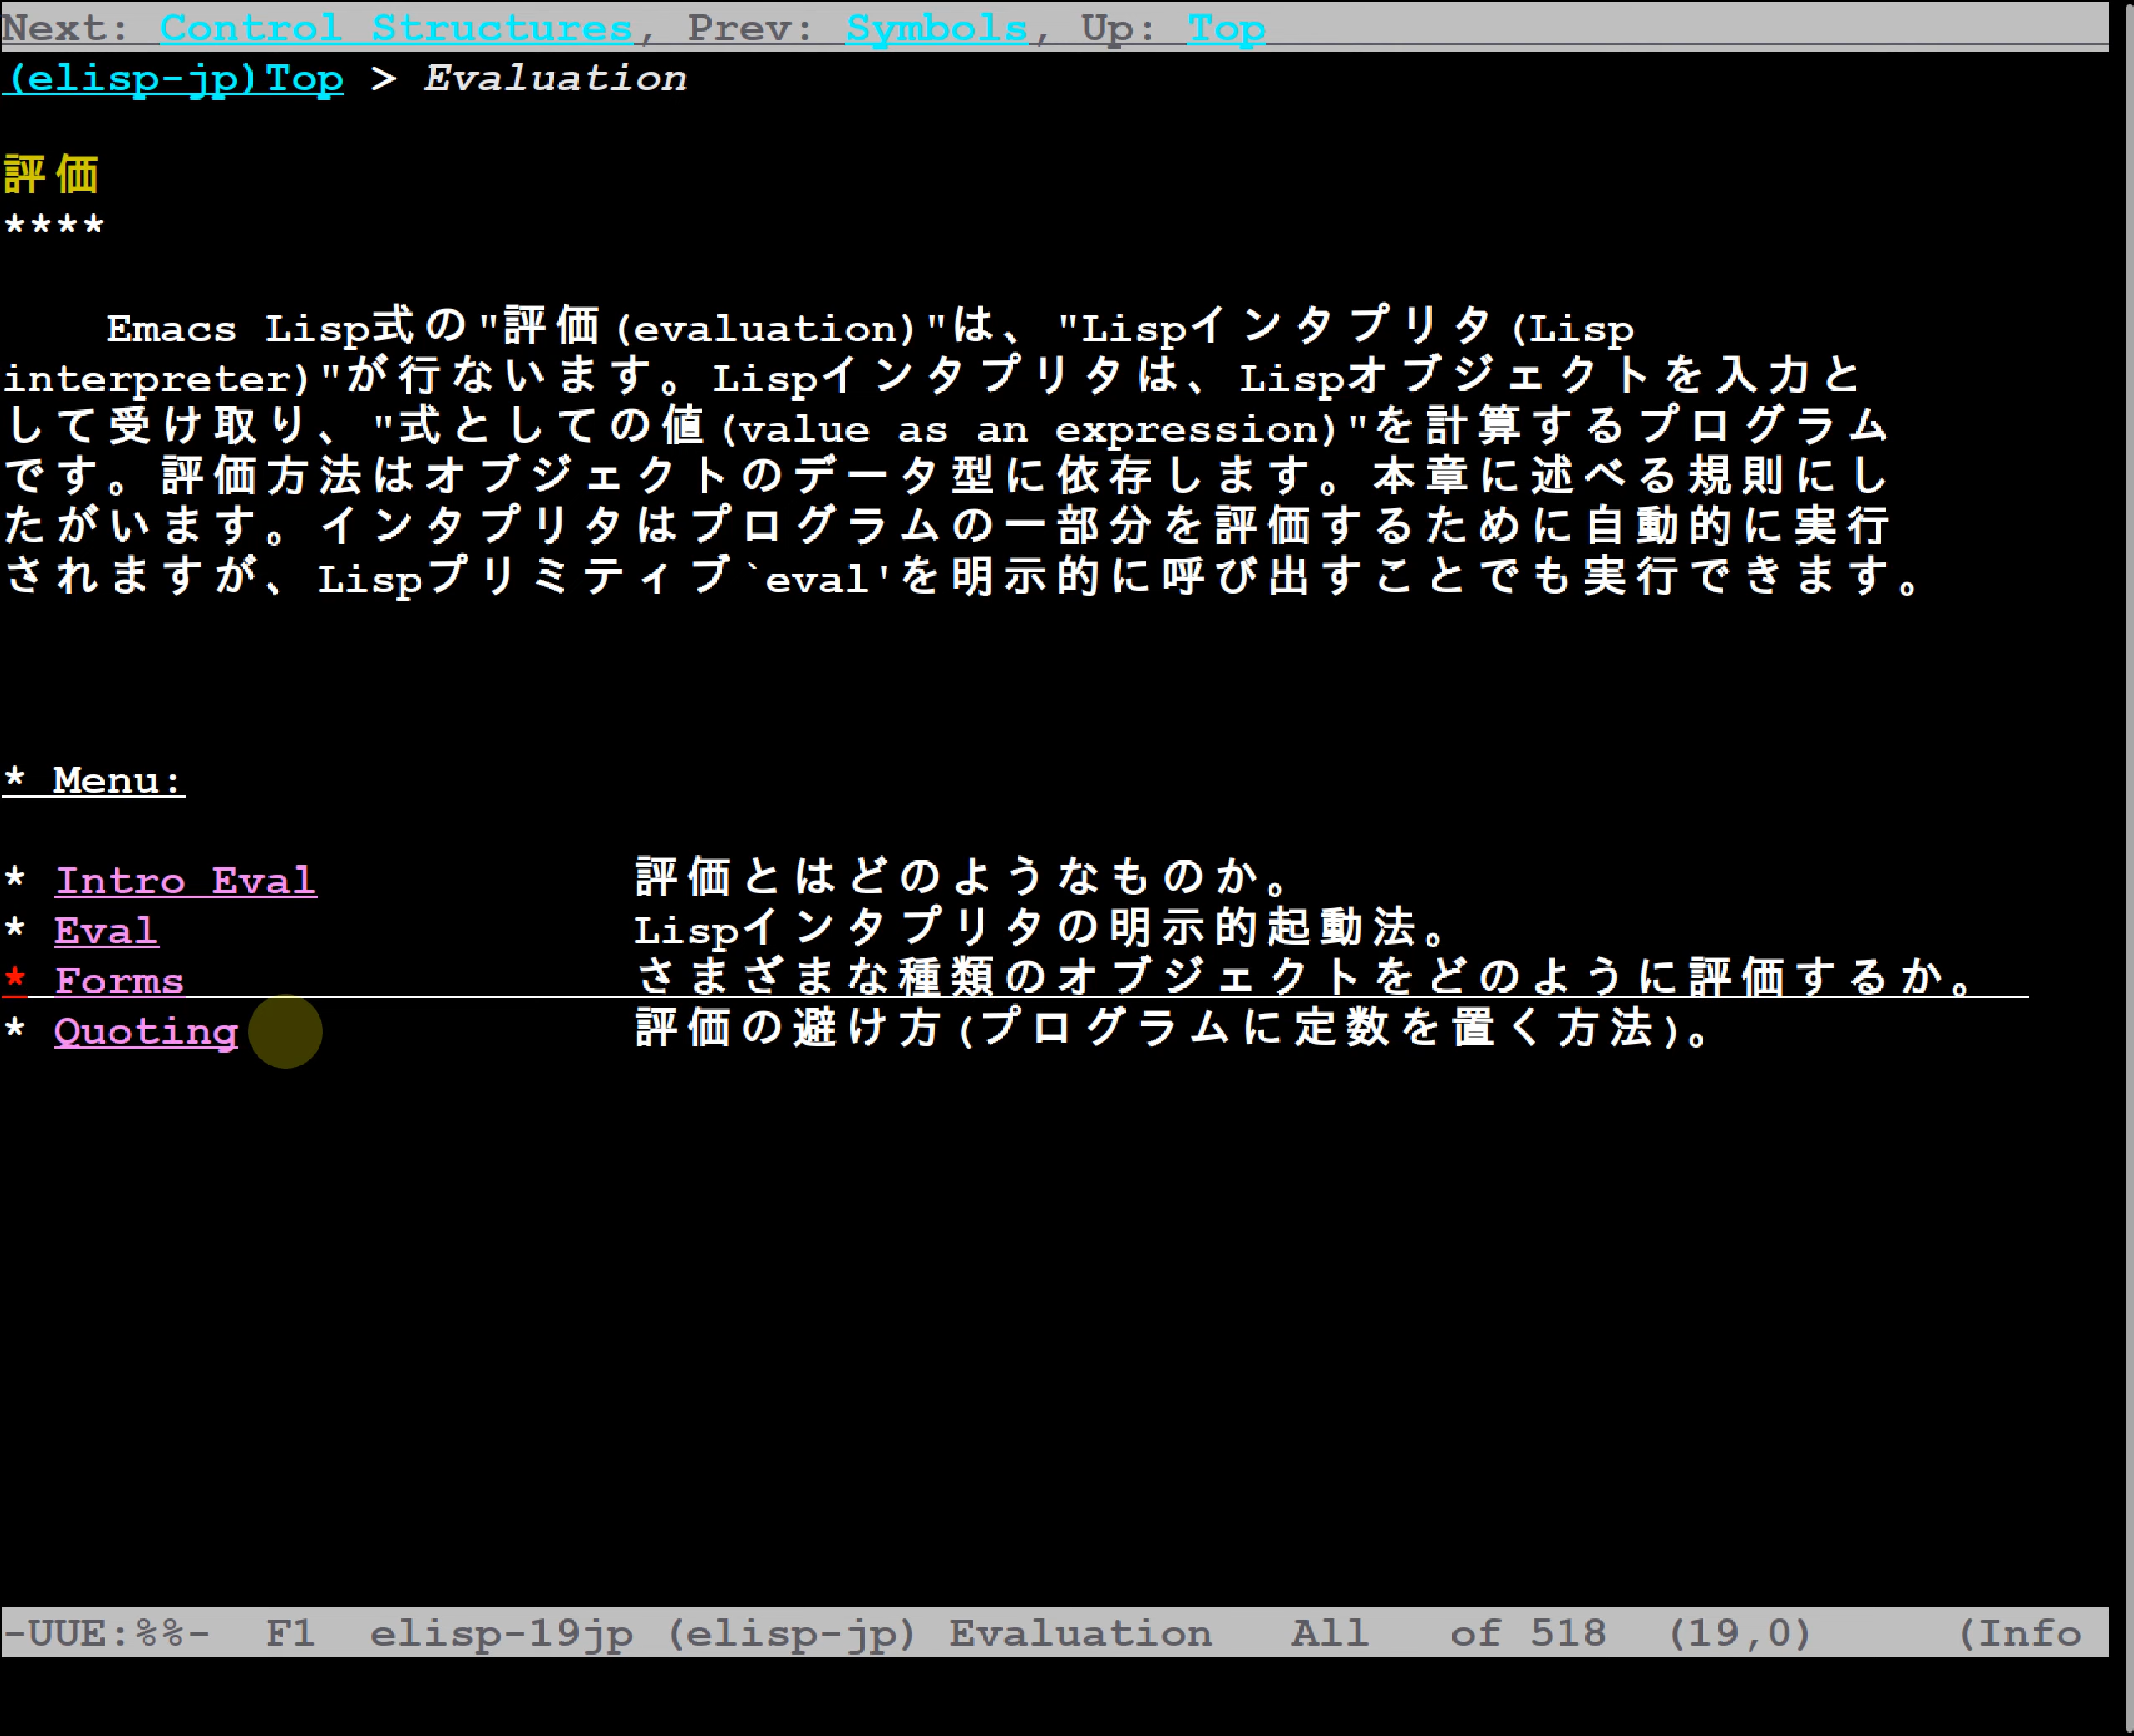 Next: Control Structures, Prev: Symbols, Up: Top
(elisp-jp)Top > Evaluation
評価
****
Emacs Lisp式の"評価(evaluation)"は、"Lispインタプリタ(Lisp
interpreter)"が行ないます。Lispインタプリタは、Lispオブジェクトを入力と
して受け取り、"式としての値(value as an expression)"を計算するプログラム
です。評価方法はオブジェクトのデータ型に依存します。本章に述べる規則にし
たがいます。インタプリタはプログラムの一部分を評価するために自動的に実行
されますが、Lispプリミティブ`eval'を明示的に呼び出すことでも実行できます。
* Menu:
* Intro Eval 評価とはどのようなものか。
* Eval Lispインタプリタの明示的起動法。
* Forms さまざまな種類のオブジェクトをどのように評価するか。
* Quoting 評価の避け方(プログラムに定数を置く方法)。
-UUE:%%- F1 elisp-19jp (elisp-jp) Evaluation All of 518 (19,0) (Info